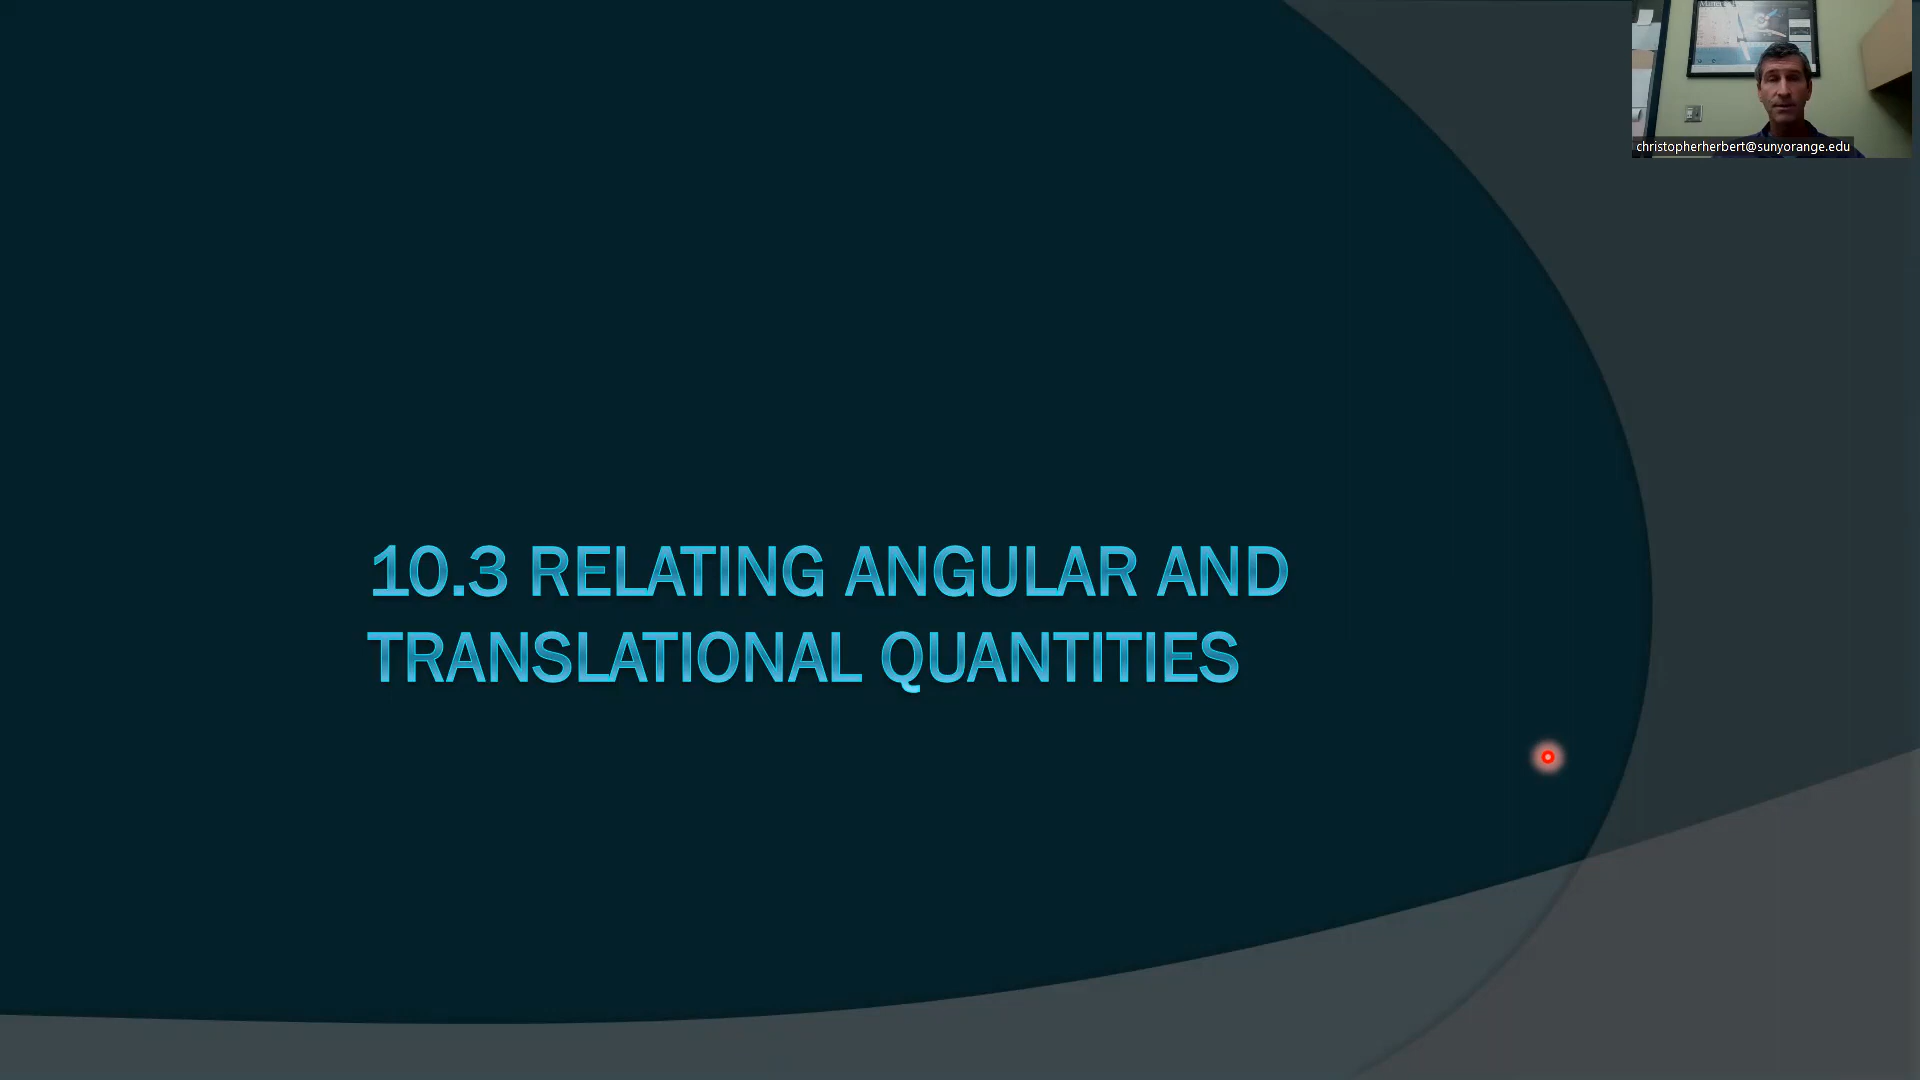 christopherherbert@sunyorange.edu
10.3 RELATING ANGULAR AND
TRANSLATIONAL QUANTITIES